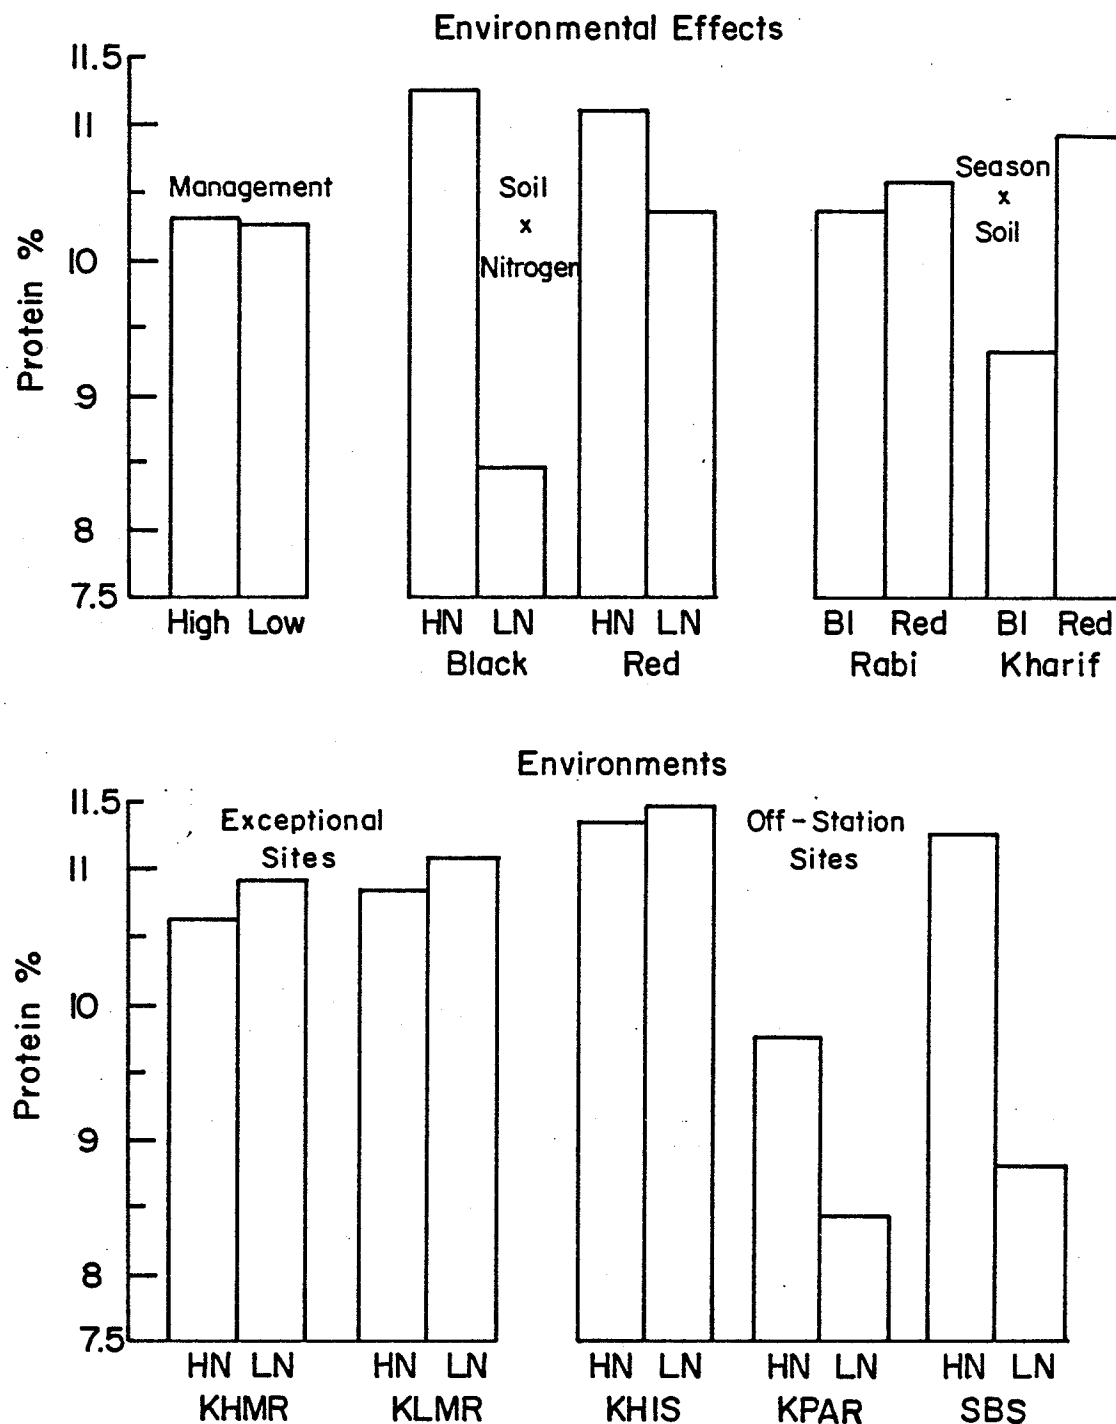 Environmental Effects
11.5
11
10
9
8
7.5
Protein %
Management
Soil
x
Nitrogen
Season
x
Soil
High Low
HN LN HN LN
Black Red
Bl Red Bl Red
Rabi Kharif
Environments
11.5
11
10
9
8
7.5
Protein %
Exceptional
Sites
Off-Station
Sites
HN LN HN LN HN LN HN LN HN LN
KHMR KLMR KHIS KPAR SBS